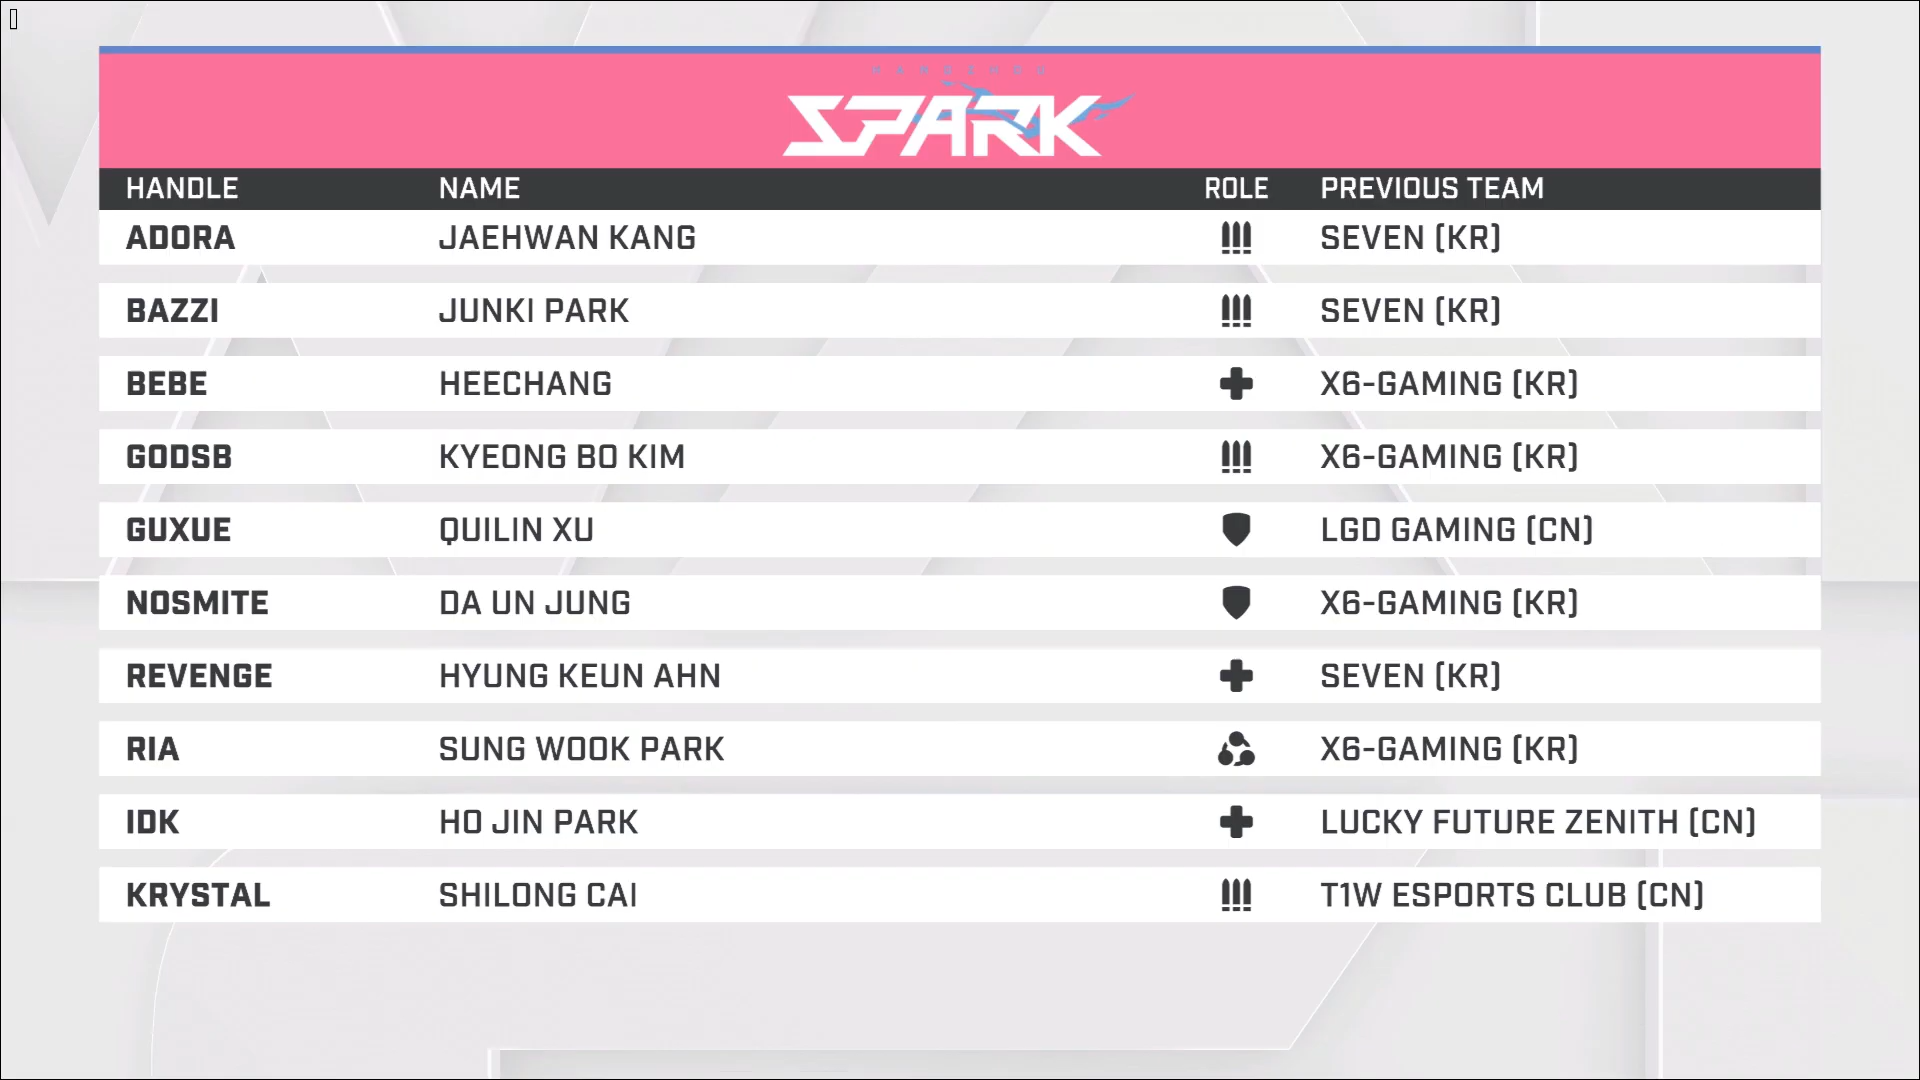 HANGZHOU
SPARK
HANDLE NAME ROLE PREVIOUS TEAM
ADORA JAEHWAN KANG SEVEN (KR)
BAZZI JUNKI PARK SEVEN (KR)
BEBE HEECHANG X6-GAMING (KR)
GODSB KYEONG BO KIM X6-GAMING (KR)
GUXUE QUILIN XU LGD GAMING (CN)
NOSMITE DA UN JUNG X6-GAMING (KR)
REVENGE HYUNG KEUN AHN SEVEN (KR)
RIA SUNG WOOK PARK X6-GAMING (KR)
IDK HO JIN PARK LUCKY FUTURE ZENITH (CN)
KRYSTAL SHILONG CAI T1W ESPORTS CLUB (CN)